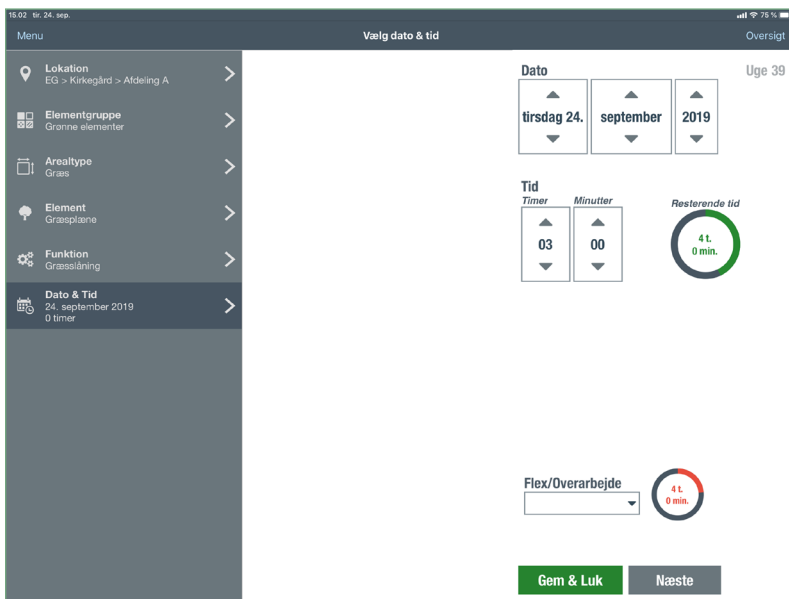 15.02 tir. 24. sep.
75 %
Menu
Vælg dato & tid
Oversigt
Lokation
EG > Kirkegård > Afdeling A
Elementgruppe
Grønne elementer
Arealtype
Græs
Element
Græsplæne
Funktion
Græsslåning
Dato & Tid
24. september 2019
0 timer
Dato
Uge 39
tirsdag 24.
september
2019
Tid
Timer
Minutter
Resterende tid
03
00
4 t.
0 min.
Flex/Overarbejde
4 t.
0 min.
Gem & Luk
Næste